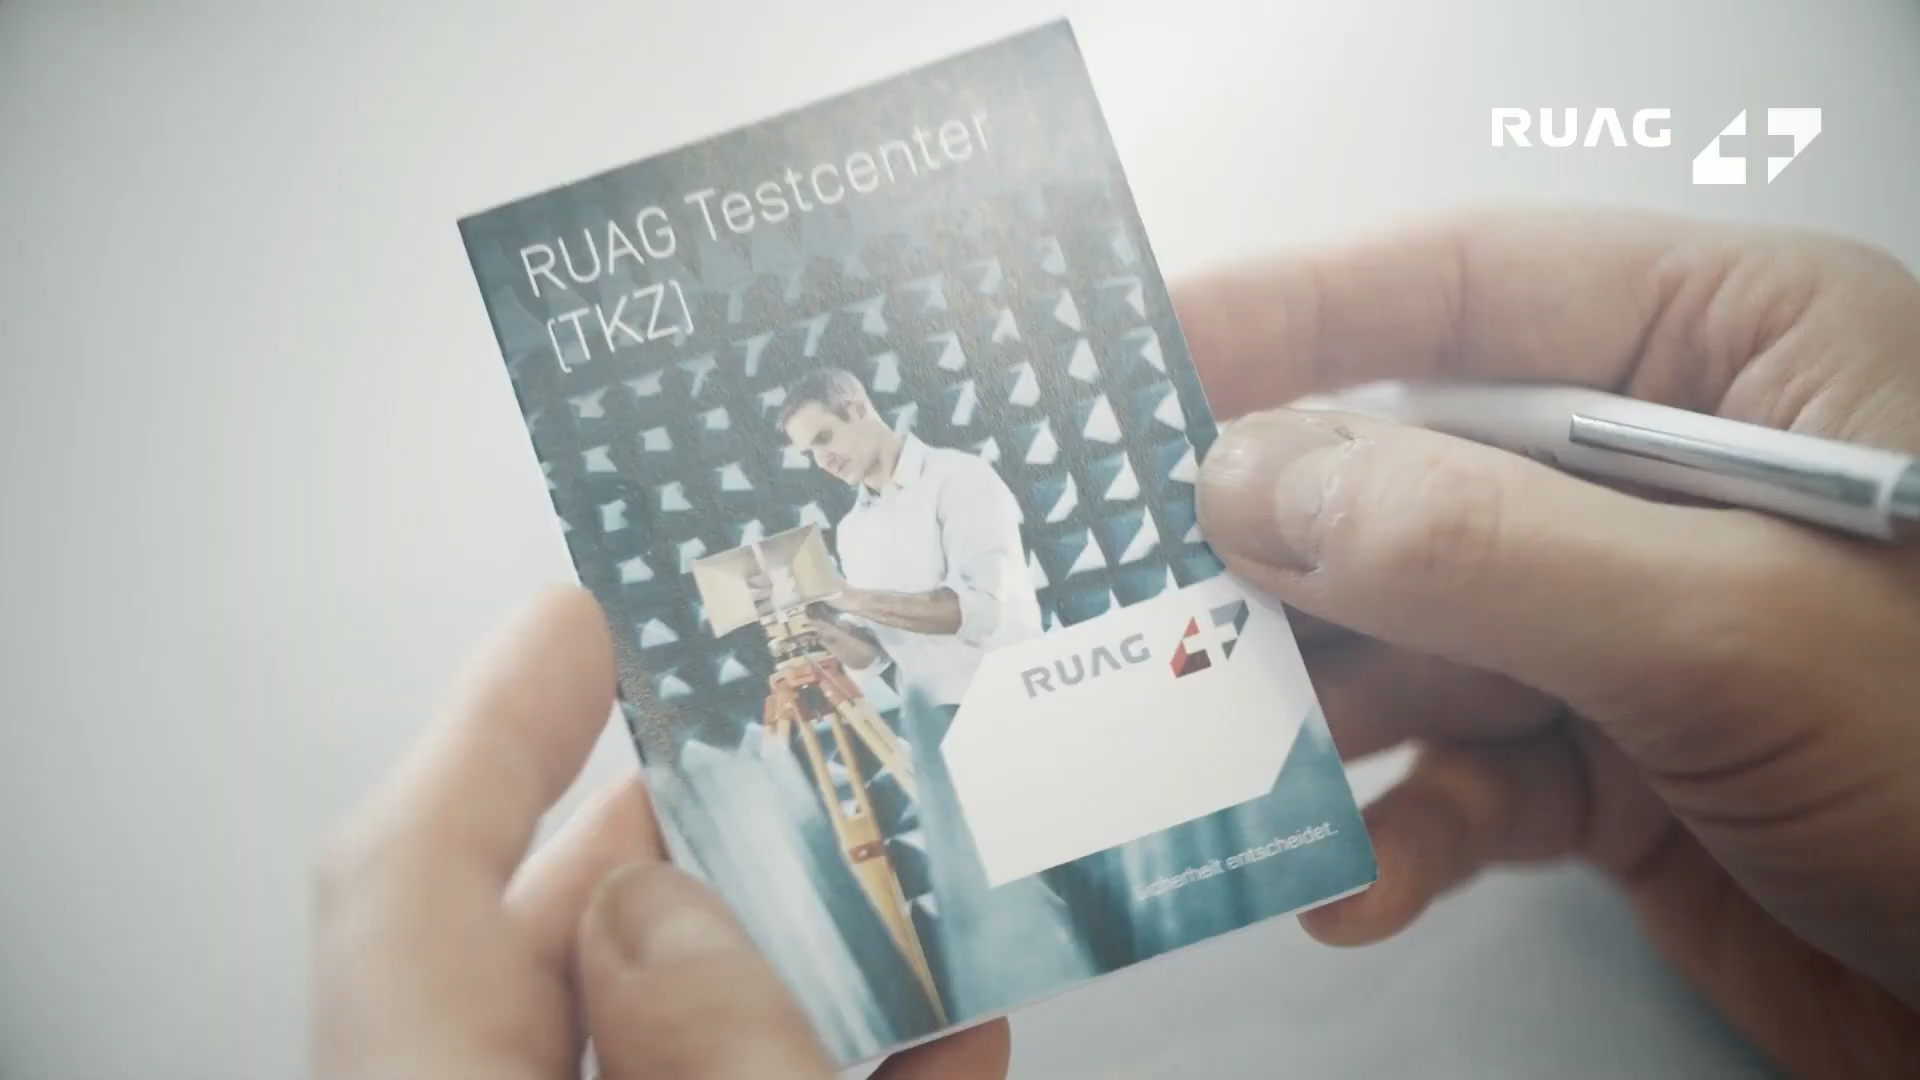 RUAG
RUAG Testcenter
(TKZ)
RUAG
Sicherheit entscheidet.